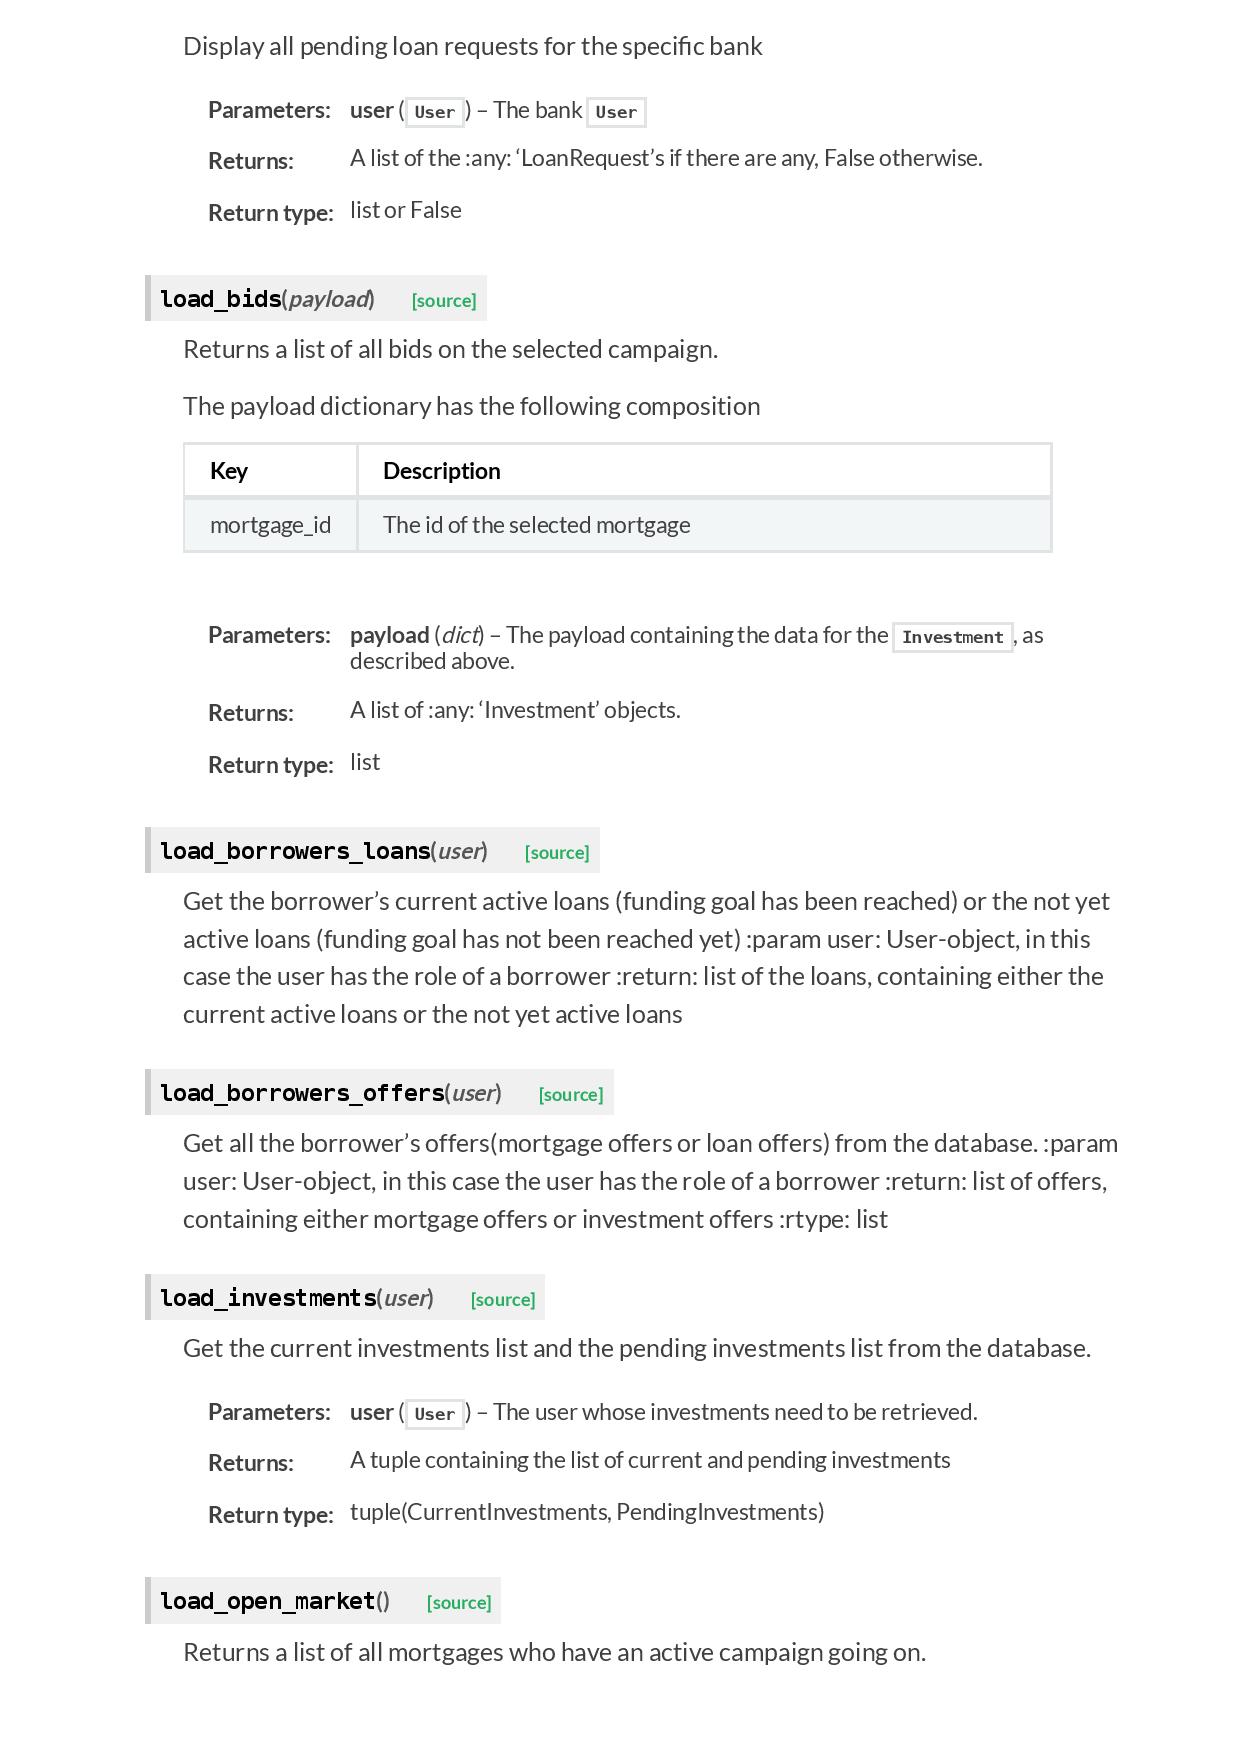 Display all pending loan requests for the specific bank
Parameters: user (User) – The bank User
Returns: A list of the :any: ‘LoanRequest’s if there are any, False otherwise.
Return type: list or False
load_bids(payload) [source]
Returns a list of all bids on the selected campaign.
The payload dictionary has the following composition
Key Description
mortgage_id The id of the selected mortgage
Parameters: payload (dict) – The payload containing the data for the Investment, as
described above.
Returns: A list of :any: ‘Investment’ objects.
Return type: list
load_borrowers_loans(user) [source]
Get the borrower’s current active loans (funding goal has been reached) or the not yet
active loans (funding goal has not been reached yet) :param user: User-object, in this
case the user has the role of a borrower :return: list of the loans, containing either the
current active loans or the not yet active loans
load_borrowers_offers(user) [source]
Get all the borrower’s offers(mortgage offers or loan offers) from the database. :param
user: User-object, in this case the user has the role of a borrower :return: list of offers,
containing either mortgage offers or investment offers :rtype: list
load_investments(user) [source]
Get the current investments list and the pending investments list from the database.
Parameters: user (User) – The user whose investments need to be retrieved.
Returns: A tuple containing the list of current and pending investments
Return type: tuple(CurrentInvestments, PendingInvestments)
load_open_market() [source]
Returns a list of all mortgages who have an active campaign going on.